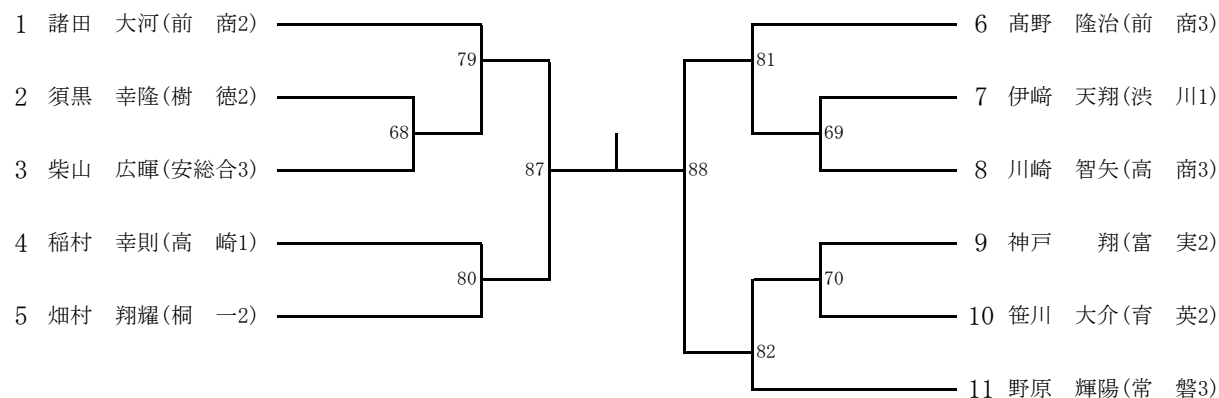 1 諸田　大河(前　商2)
2 須黒　幸隆(樹　徳2)
3 柴山　広暉(安総合3)
4 稲村　幸則(高　崎1)
5 畑村　翔耀(桐　一2)
79
68
87
80
6 髙野　隆治(前　商3)
7 伊﨑　天翔(渋　川1)
8 川崎　智矢(高　商3)
9 神戸　　翔(富　実2)
10 笹川　大介(育　英2)
11 野原　輝陽(常　磐3)
81
69
88
70
82